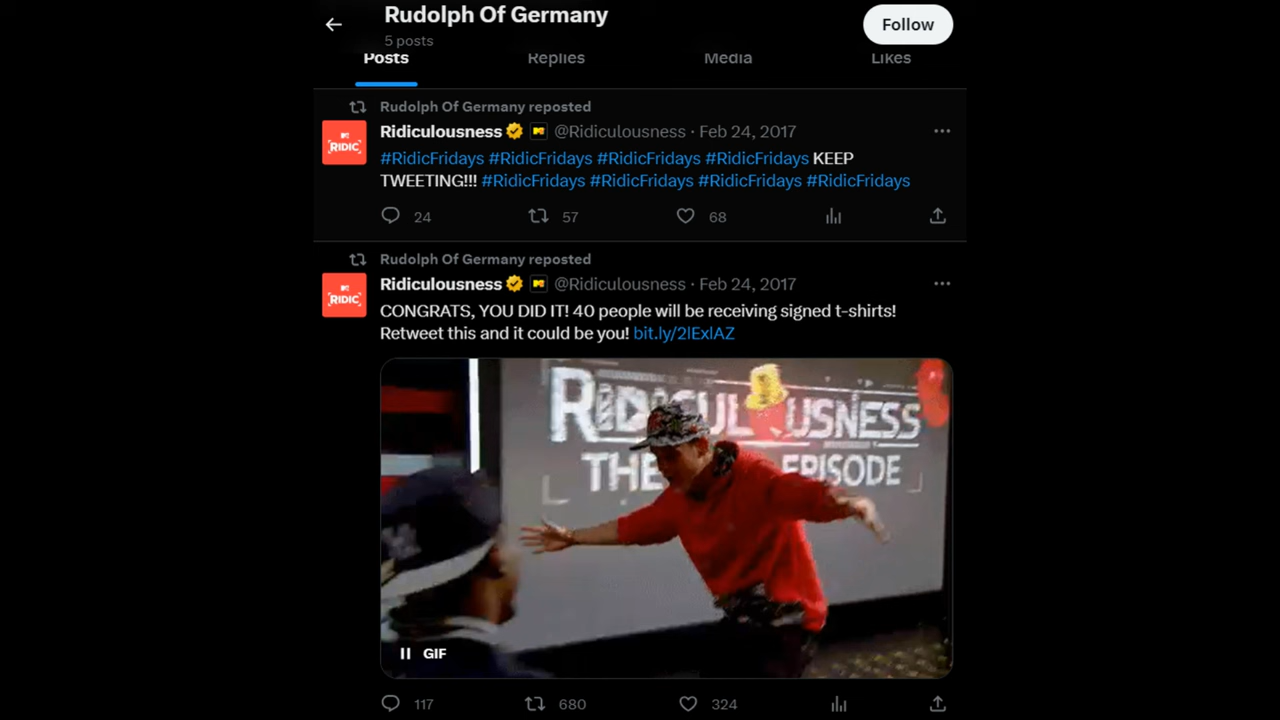 Rudolph Of Germany
5 posts
Follow
Posts
Replies
Media
Likes
Rudolph Of Germany reposted
Ridiculousness @Ridiculousness · Feb 24, 2017
#RidicFridays #RidicFridays #RidicFridays #RidicFridays KEEP
TWEETING!!! #RidicFridays #RidicFridays #RidicFridays #RidicFridays
RIDIC
24
57
68
Rudolph Of Germany reposted
Ridiculousness @Ridiculousness · Feb 24, 2017
CONGRATS, YOU DID IT! 40 people will be receiving signed t-shirts!
Retweet this and it could be you! bit.ly/2lExlAZ
RIDIC
THE EPISODE
GIF
117
680
324